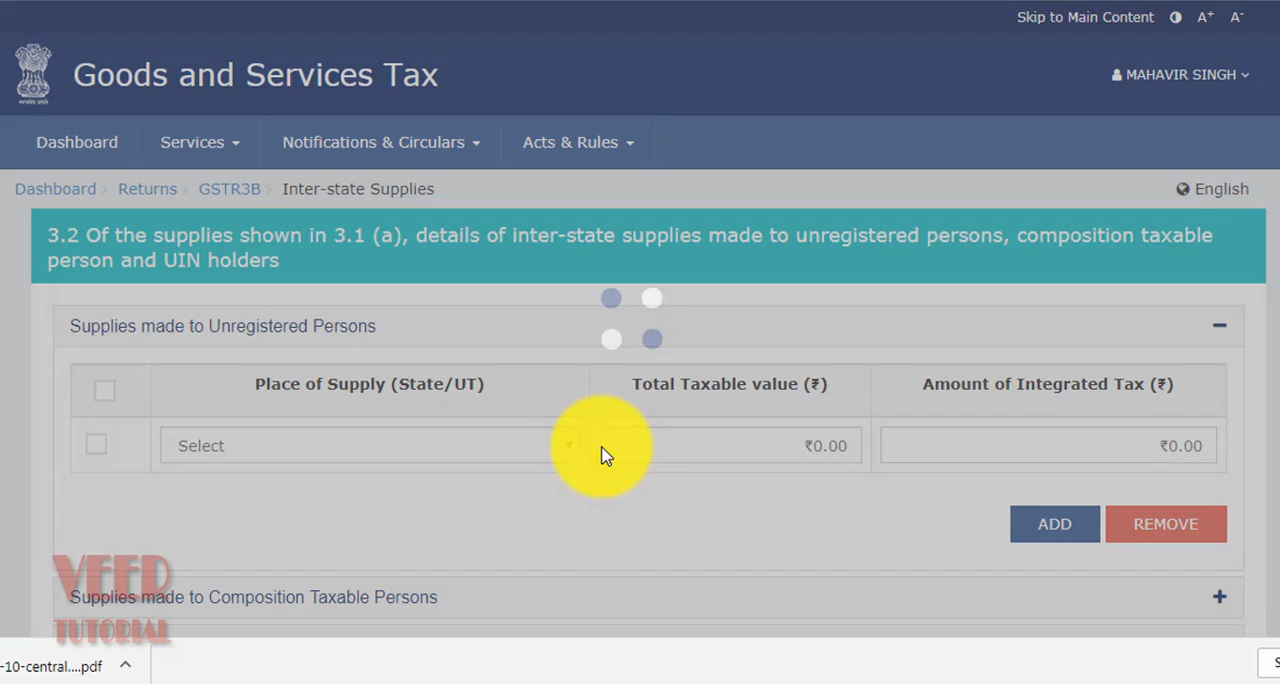 Skip to Main Content A+ A-
सत्यमेव जयते
Goods and Services Tax
MAHAVIR SINGH
Dashboard Services Notifications & Circulars Acts & Rules
Dashboard Returns GSTR3B Inter-state Supplies
English
3.2 Of the supplies shown in 3.1 (a), details of inter-state supplies made to unregistered persons, composition taxable
person and UIN holders
Supplies made to Unregistered Persons
Place of Supply (State/UT) Total Taxable value (₹) Amount of Integrated Tax (₹)
Select ₹0.00 ₹0.00
ADD REMOVE
VEER
Supplies made to Composition Taxable Persons
TUTORIAL
-10-central....pdf
S